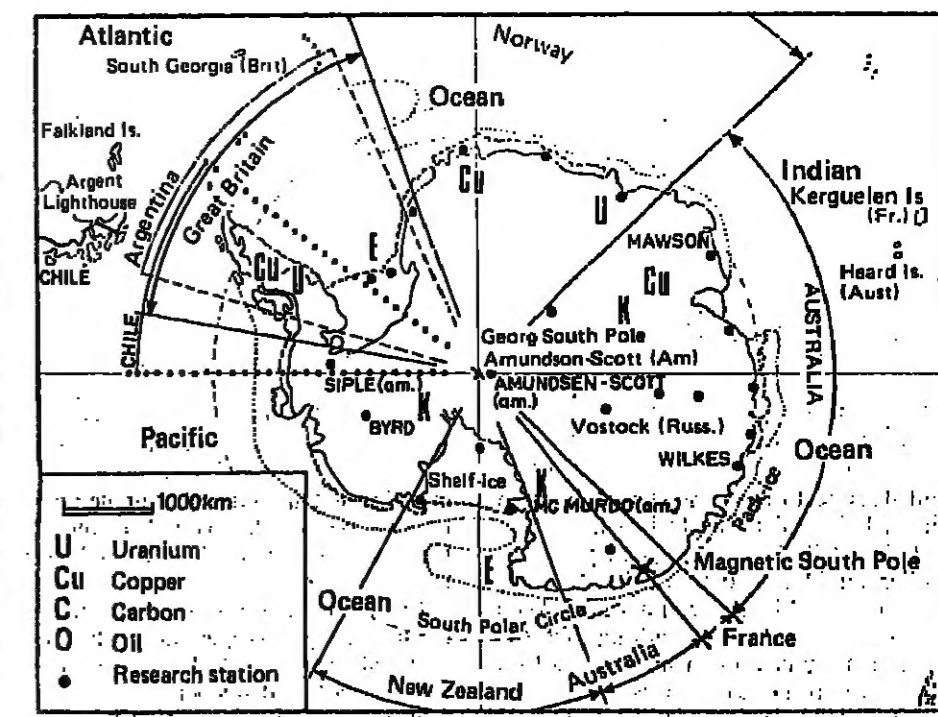 Atlantic
South Georgia (Brit)
Norway
Ocean
Falkland Is.
Argent
Lighthouse
CHILE
Argentina
Great Britain
CHILE
Cu
U
Indian
Kerguelen Is
(Fr.)
Heard Is.
(Aust)
MAWSON
Cu
K
AUSTRALIA
E
Cu-U
Georg South Pole
Amundson-Scott (Am)
AMUNDSEN-SCOTT
(am.)
SIPLE (am.)
K
BYRD
Vostock (Russ.)
WILKES
Ocean
Pacific
Shelf-ice
K
MC MURDO (am.)
Pack-ice
Magnetic South Pole
E
Ocean
South Polar Circle
France
Australia
New Zealand
1000km
U Uranium
Cu Copper
C Carbon
O Oil
Research station